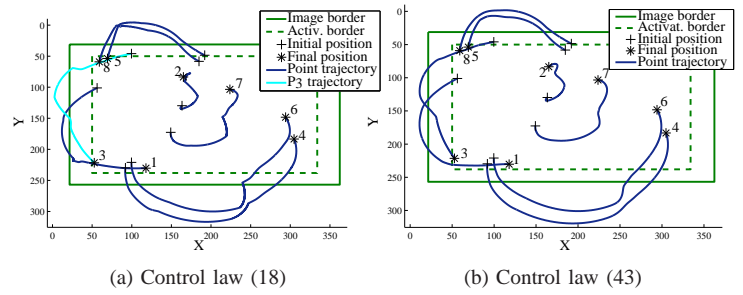 Image border
Activ. border
Initial position
Final position
Point trajectory
P3 trajectory
0
50
100
150
200
250
300
Y
0 50 100 150 200 250 300 350
X
8 5
2
7
6
4
3
1
(a) Control law (18)
Image border
Activat. border
Initial position
Final position
Point trajectory
0
50
100
150
200
250
300
Y
0 50 100 150 200 250 300 350
X
8 5
2
7
6
4
3
1
(b) Control law (43)